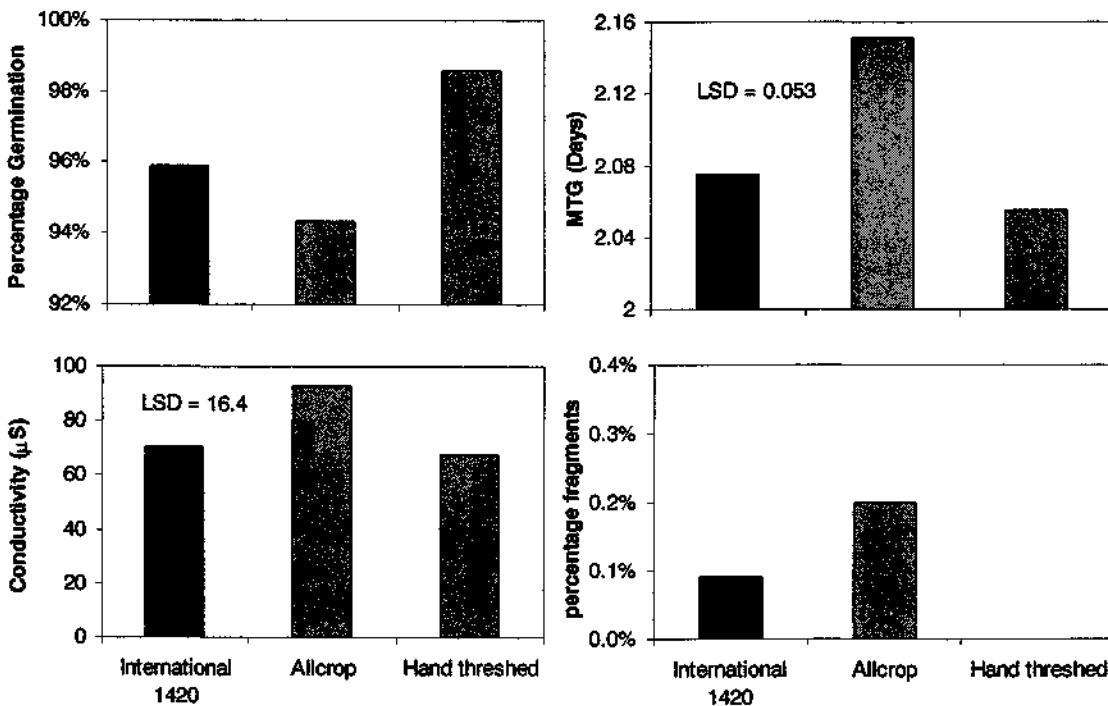 Percentage Germination
100%
98%
96%
94%
92%
MTG (Days)
2.16
2.12
2.08
2.04
2
LSD = 0.053
Conductivity (µS)
100
80
60
40
20
0
LSD = 16.4
International
1420
Allcrop
Hand threshed
percentage fragments
0.4%
0.3%
0.2%
0.1%
0.0%
International
1420
Allcrop
Hand threshed